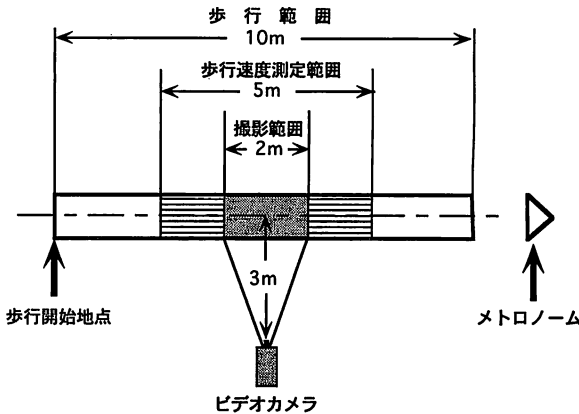 歩行範囲
10m
歩行速度測定範囲
5m
撮影範囲
2m
3m
歩行開始地点
メトロノーム
ビデオカメラ